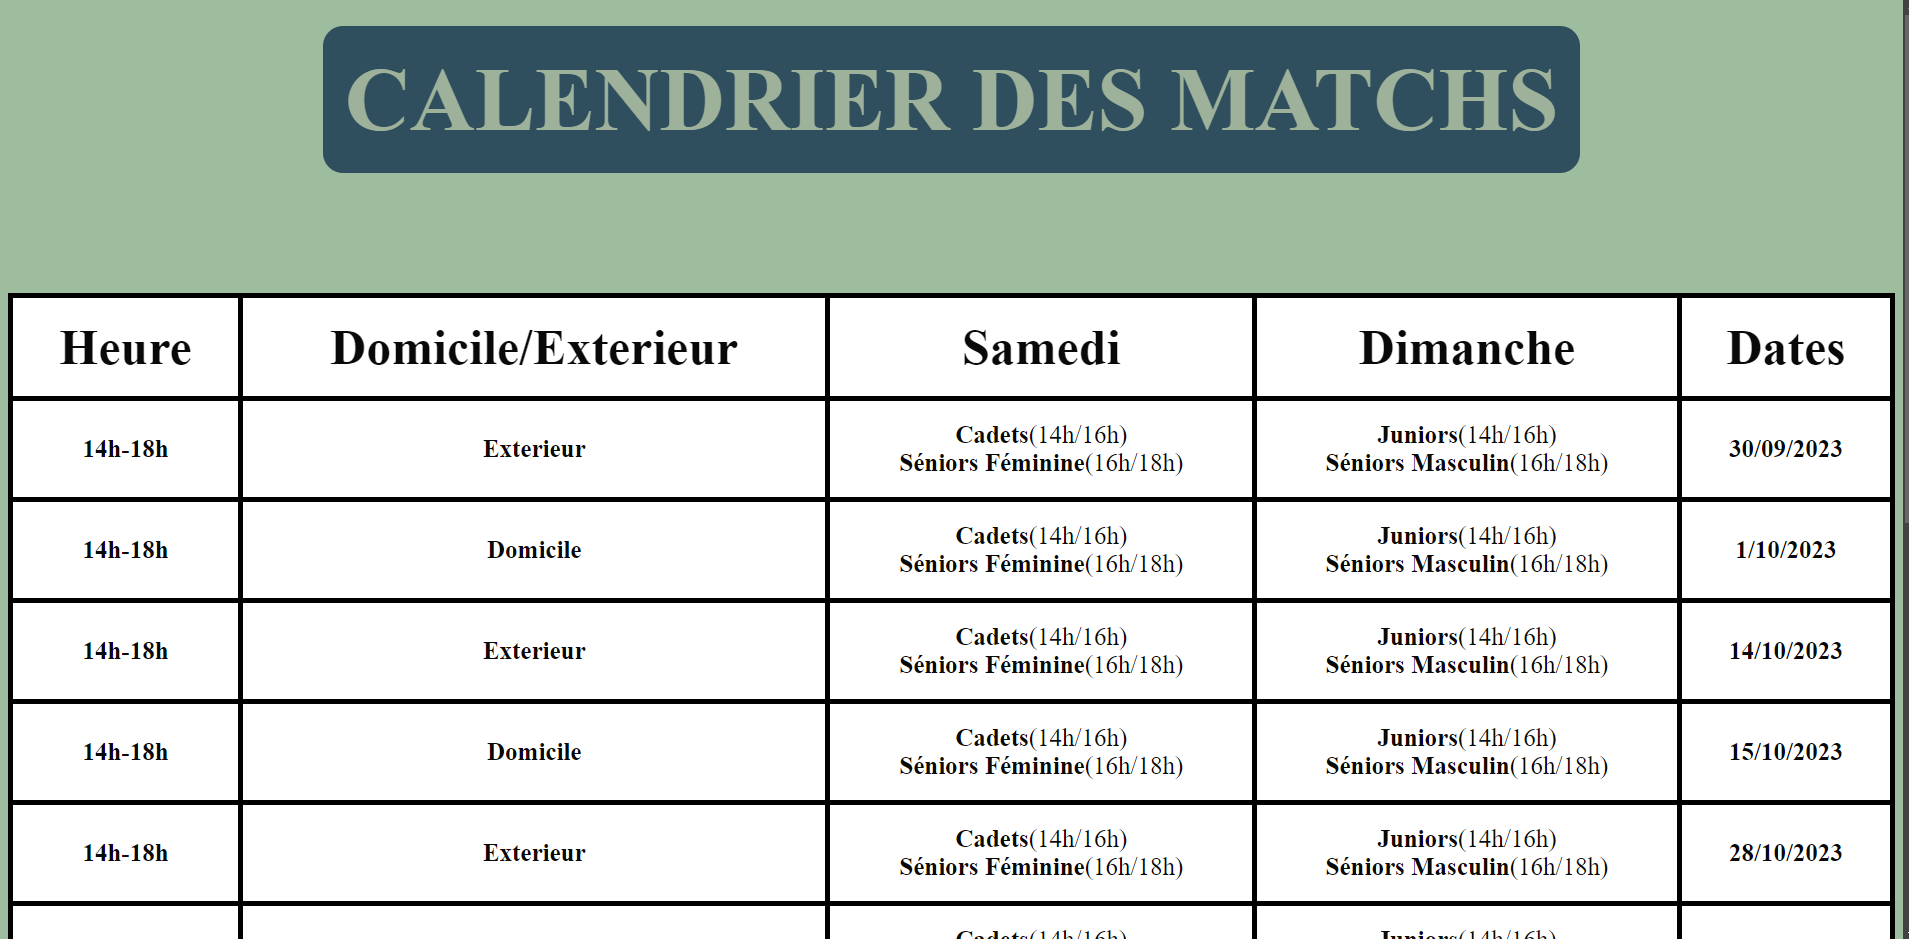 CALENDRIER DES MATCHS
Heure Domicile/Exterieur Samedi Dimanche Dates
14h-18h Exterieur Cadets(14h/16h) Juniors(14h/16h) 30/09/2023
Séniors Féminine(16h/18h) Séniors Masculin(16h/18h)
14h-18h Domicile Cadets(14h/16h) Juniors(14h/16h) 1/10/2023
Séniors Féminine(16h/18h) Séniors Masculin(16h/18h)
14h-18h Exterieur Cadets(14h/16h) Juniors(14h/16h) 14/10/2023
Séniors Féminine(16h/18h) Séniors Masculin(16h/18h)
14h-18h Domicile Cadets(14h/16h) Juniors(14h/16h) 15/10/2023
Séniors Féminine(16h/18h) Séniors Masculin(16h/18h)
14h-18h Exterieur Cadets(14h/16h) Juniors(14h/16h) 28/10/2023
Séniors Féminine(16h/18h) Séniors Masculin(16h/18h)
Cadets(14h/16h) Juniors(14h/16h)